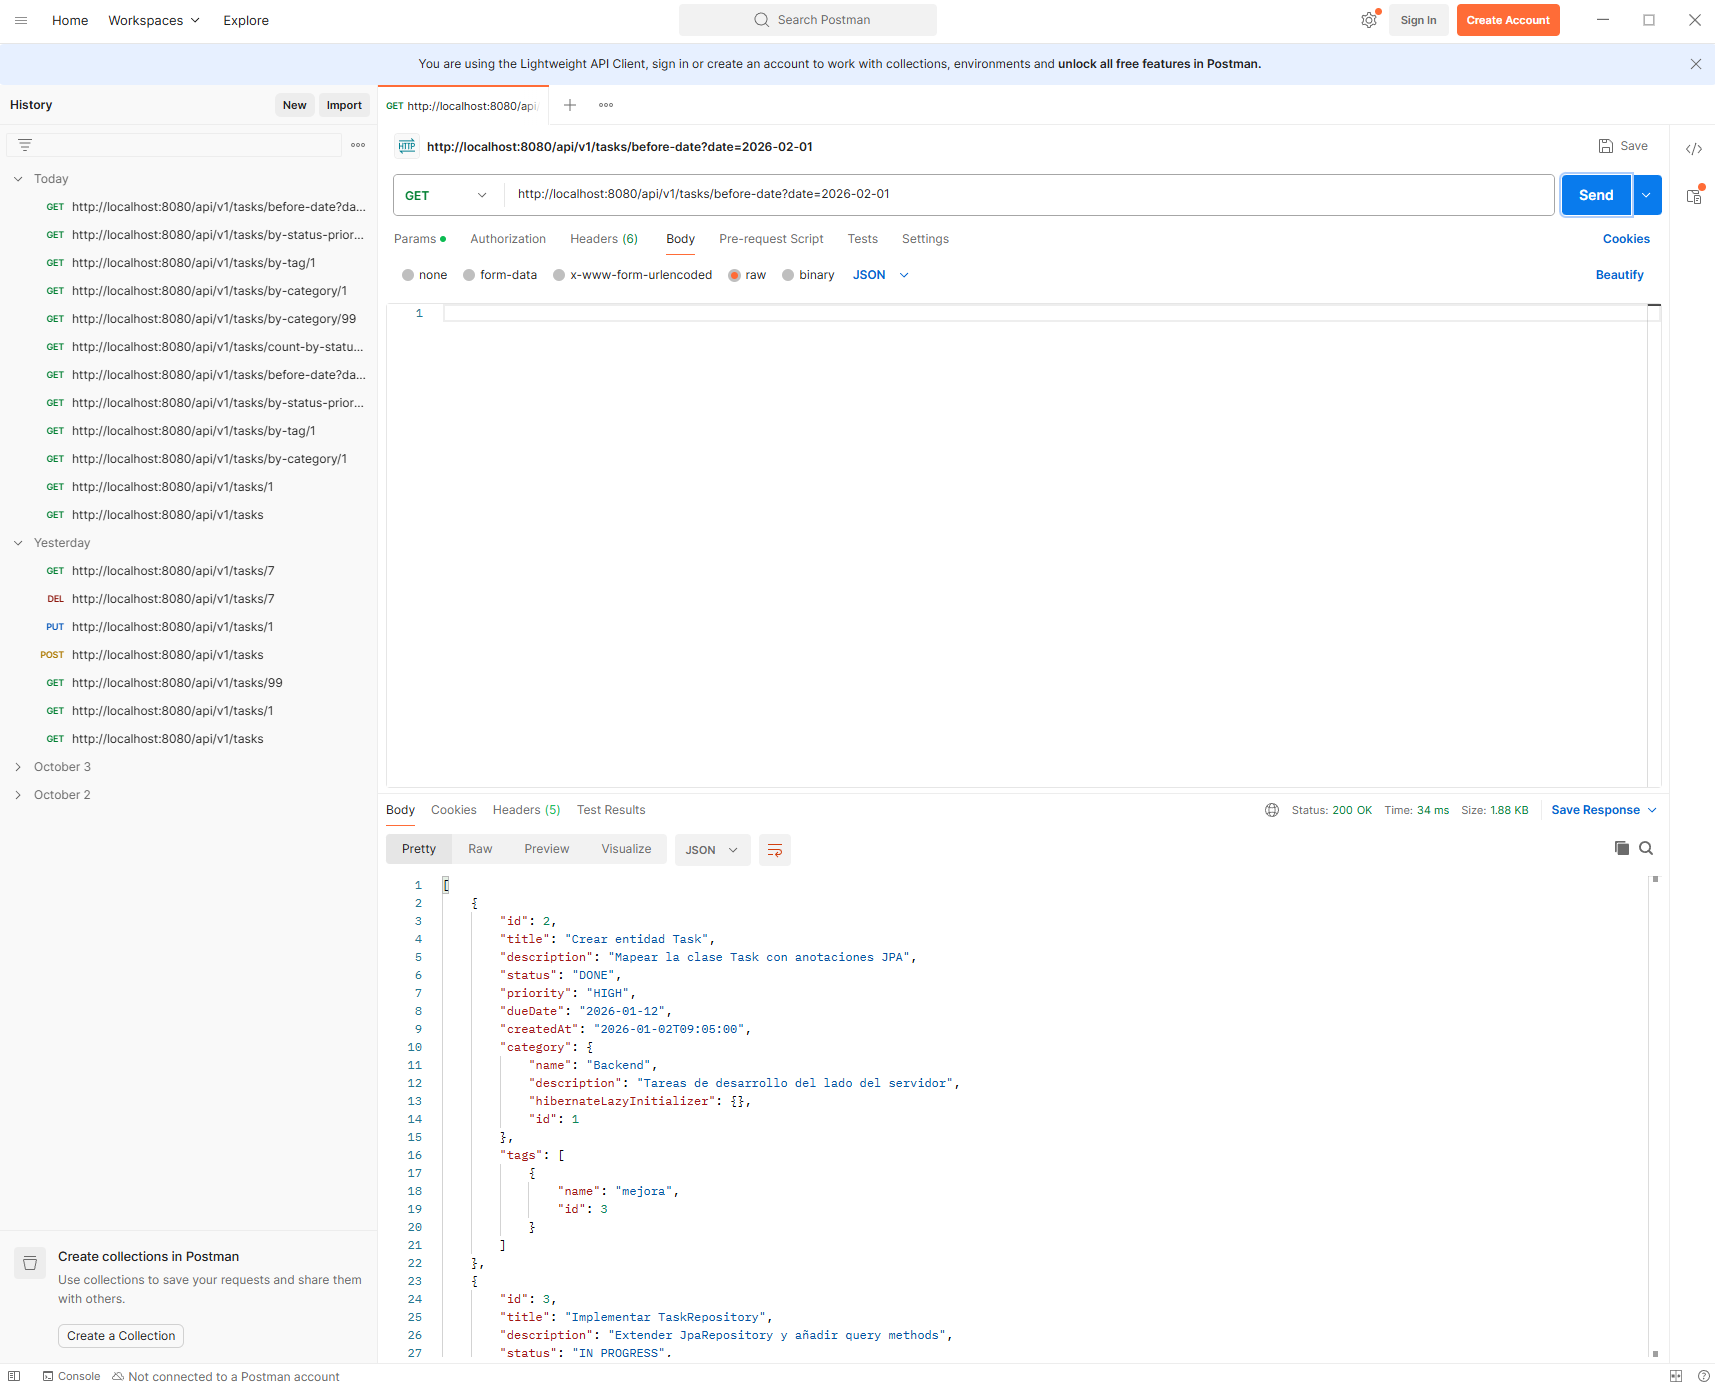 Home Workspaces Explore Search Postman Sign In Create Account
You are using the Lightweight API Client, sign in or create an account to work with collections, environments and unlock all free features in Postman.
History New Import
Today
GET http://localhost:8080/api/v1/tasks/before-date?da...
GET http://localhost:8080/api/v1/tasks/by-status-prior...
GET http://localhost:8080/api/v1/tasks/by-tag/1
GET http://localhost:8080/api/v1/tasks/by-category/1
GET http://localhost:8080/api/v1/tasks/by-category/99
GET http://localhost:8080/api/v1/tasks/count-by-statu...
GET http://localhost:8080/api/v1/tasks/before-date?da...
GET http://localhost:8080/api/v1/tasks/by-status-prior...
GET http://localhost:8080/api/v1/tasks/by-tag/1
GET http://localhost:8080/api/v1/tasks/by-category/1
GET http://localhost:8080/api/v1/tasks/1
GET http://localhost:8080/api/v1/tasks
Yesterday
GET http://localhost:8080/api/v1/tasks/7
DEL http://localhost:8080/api/v1/tasks/7
PUT http://localhost:8080/api/v1/tasks/1
POST http://localhost:8080/api/v1/tasks
GET http://localhost:8080/api/v1/tasks/99
GET http://localhost:8080/api/v1/tasks/1
GET http://localhost:8080/api/v1/tasks
October 3
October 2
Create collections in Postman
Use collections to save your requests and share them
with others.
Create a Collection
GET http://localhost:8080/api
HTTP http://localhost:8080/api/v1/tasks/before-date?date=2026-02-01 Save
GET http://localhost:8080/api/v1/tasks/before-date?date=2026-02-01 Send
Params Authorization Headers (6) Body Pre-request Script Tests Settings Cookies
none form-data x-www-form-urlencoded raw binary JSON Beautify
1
Body Cookies Headers (5) Test Results Status: 200 OK Time: 34 ms Size: 1.88 KB Save Response
Pretty Raw Preview Visualize JSON
1 [
2 {
3 "id": 2,
4 "title": "Crear entidad Task",
5 "description": "Mapear la clase Task con anotaciones JPA",
6 "status": "DONE",
7 "priority": "HIGH",
8 "dueDate": "2026-01-12",
9 "createdAt": "2026-01-02T09:05:00",
10 "category": {
11 "name": "Backend",
12 "description": "Tareas de desarrollo del lado del servidor",
13 "hibernateLazyInitializer": {},
14 "id": 1
15 },
16 "tags": [
17 {
18 "name": "mejora",
19 "id": 3
20 }
21 ]
22 },
23 {
24 "id": 3,
25 "title": "Implementar TaskRepository",
26 "description": "Extender JpaRepository y añadir query methods",
27 "status": "IN PROGRESS",
Console Not connected to a Postman account